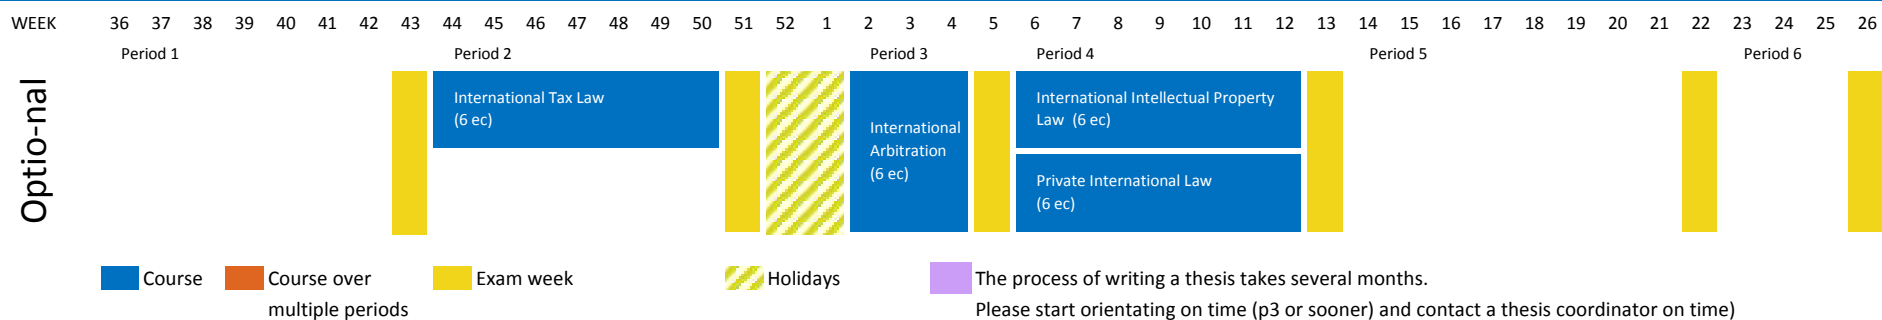 WEEK 36 37 38 39 40 41 42 43 44 45 46 47 48 49 50 51 52 1 2 3 4 5 6 7 8 9 10 11 12 13 14 15 16 17 18 19 20 21 22 23 24 25 26
Period 1 Period 2 Period 3 Period 4 Period 5 Period 6
Optio-nal
International Tax Law
(6 ec)
International
Arbitration
(6 ec)
International Intellectual Property
Law (6 ec)
Private International Law
(6 ec)
Course
Course over
multiple periods
Exam week
Holidays
The process of writing a thesis takes several months.
Please start orientating on time (p3 or sooner) and contact a thesis coordinator on time)